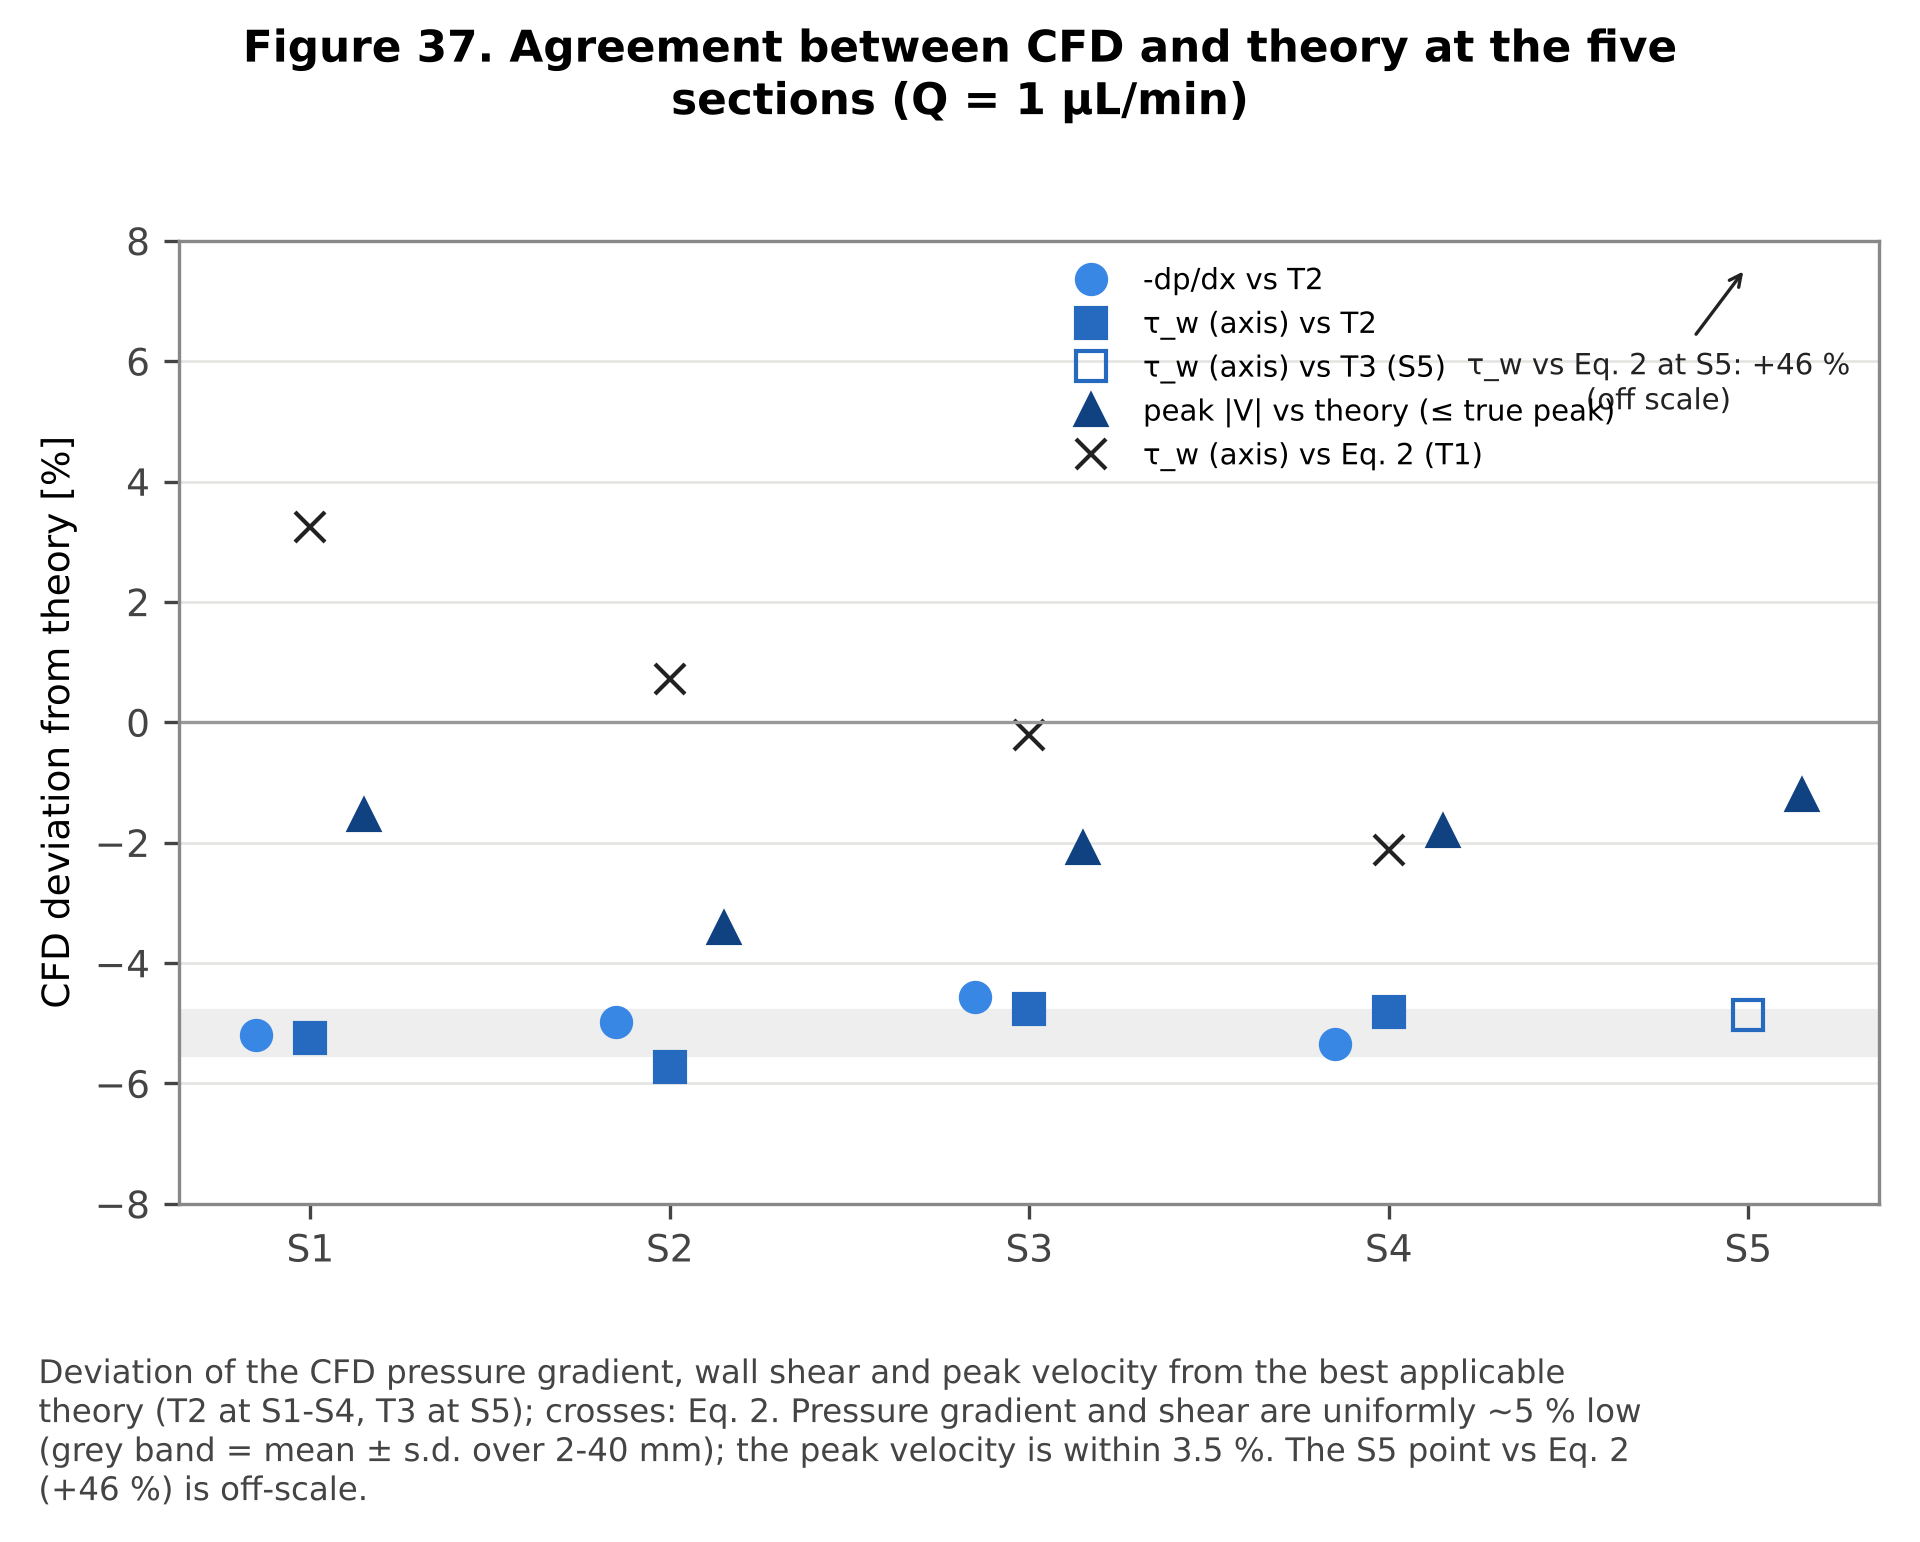 Figure 37. Agreement between CFD and theory at the five
sections (Q = 1 µL/min)
CFD deviation from theory [%]
8
6
4
2
0
−2
−4
−6
−8
-dp/dx vs T2
τ_w (axis) vs T2
τ_w (axis) vs T3 (S5)
peak |V| vs theory (≤ true peak)
τ_w (axis) vs Eq. 2 (T1)
τ_w vs Eq. 2 at S5: +46 %
(off scale)
S1
S2
S3
S4
S5
Deviation of the CFD pressure gradient, wall shear and peak velocity from the best applicable
theory (T2 at S1-S4, T3 at S5); crosses: Eq. 2. Pressure gradient and shear are uniformly ~5 % low
(grey band = mean ± s.d. over 2-40 mm); the peak velocity is within 3.5 %. The S5 point vs Eq. 2
(+46 %) is off-scale.